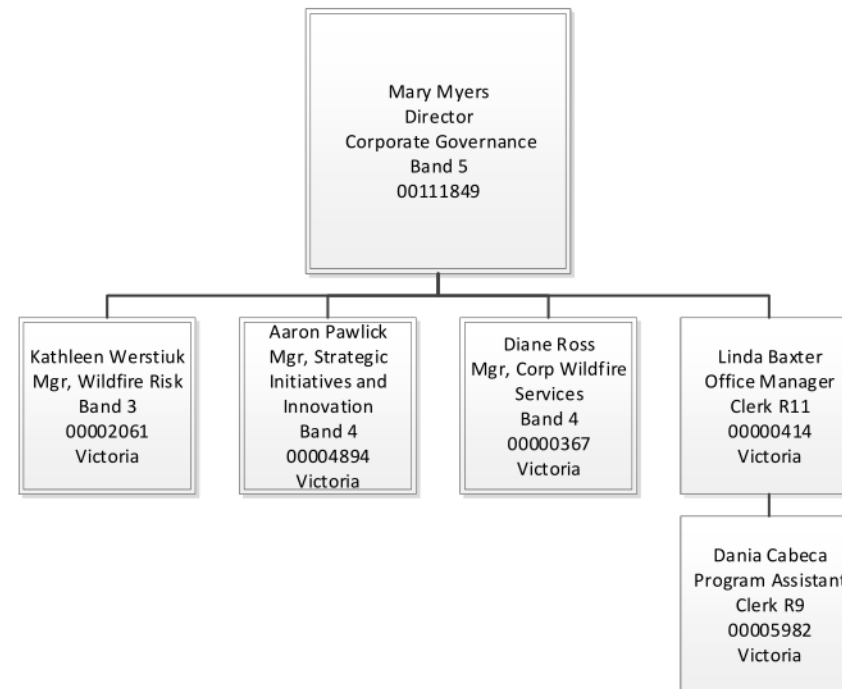 Mary Myers
Director
Corporate Governance
Band 5
00111849
Kathleen Werstiuk
Mgr, Wildfire Risk
Band 3
00002061
Victoria
Aaron Pawlick
Mgr, Strategic
Initiatives and
Innovation
Band 4
00004894
Victoria
Diane Ross
Mgr, Corp Wildfire
Services
Band 4
00000367
Victoria
Linda Baxter
Office Manager
Clerk R11
00000414
Victoria
Dania Cabeca
Program Assistant
Clerk R9
00005982
Victoria